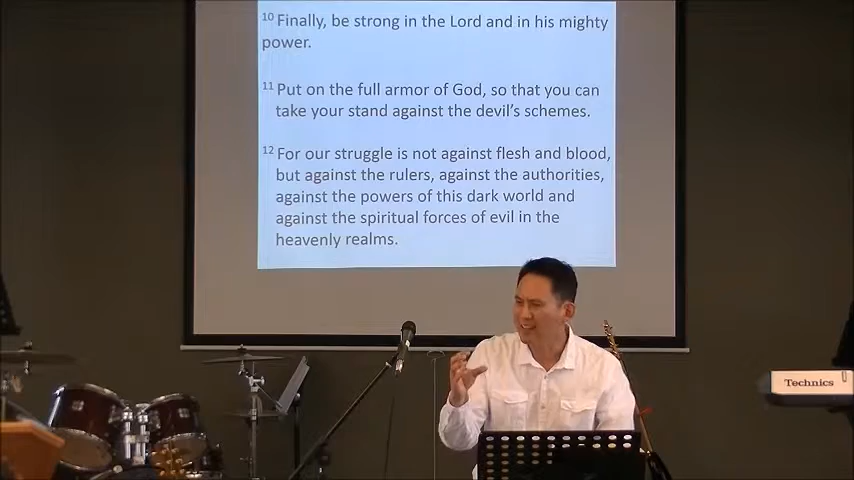 10 Finally, be strong in the Lord and in his mighty
power.
11 Put on the full armor of God, so that you can
take your stand against the devil's schemes.
12 For our struggle is not against flesh and blood,
but against the rulers, against the authorities,
against the powers of this dark world and
against the spiritual forces of evil in the
heavenly realms.
Technics